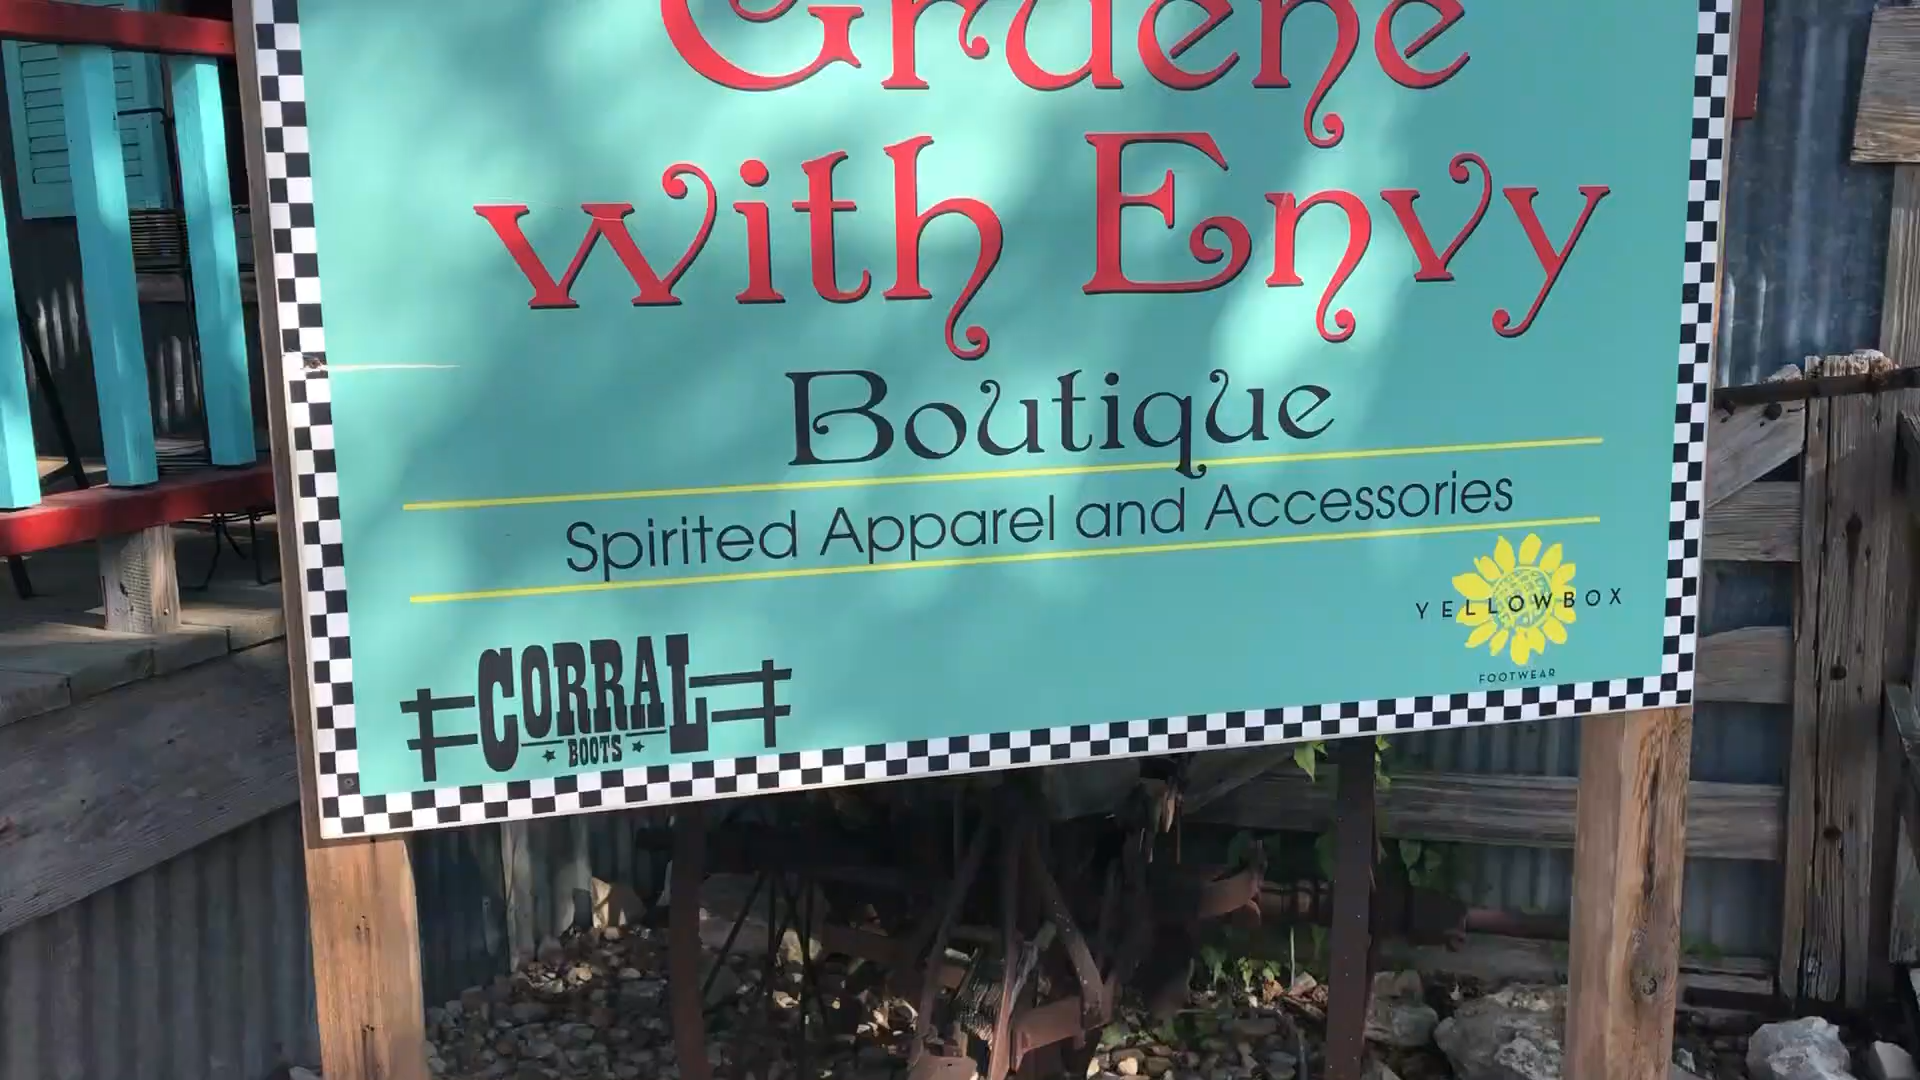 Gruene
with Envy
Boutique
Spirited Apparel and Accessories
YELLOWBOX
FOOTWEAR
CORRAL
BOOTS